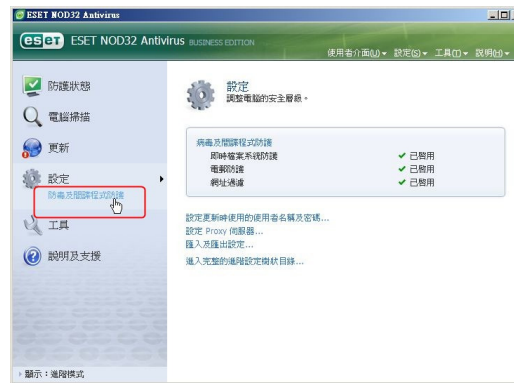 ESET NOD32 Antivirus
eset ESET NOD32 Antivirus BUSINESS EDITION
使用者介面(U) 設定(S) 工具(T) 説明(H)
防護狀態
電腦掃描
更新
設定
防毒及間諜程式防護
工具
說明及支援
設定
調整電腦的安全層級。
病毒及間諜程式防護
即時檔案系統防護 已啓用
電郵防護 已啓用
網址過濾 已啓用
設定更新時使用的使用者名稱及密碼...
設定 Proxy 伺服器...
匯入及匯出設定...
進入完整的進階設定樹狀目錄...
顯示：進階模式